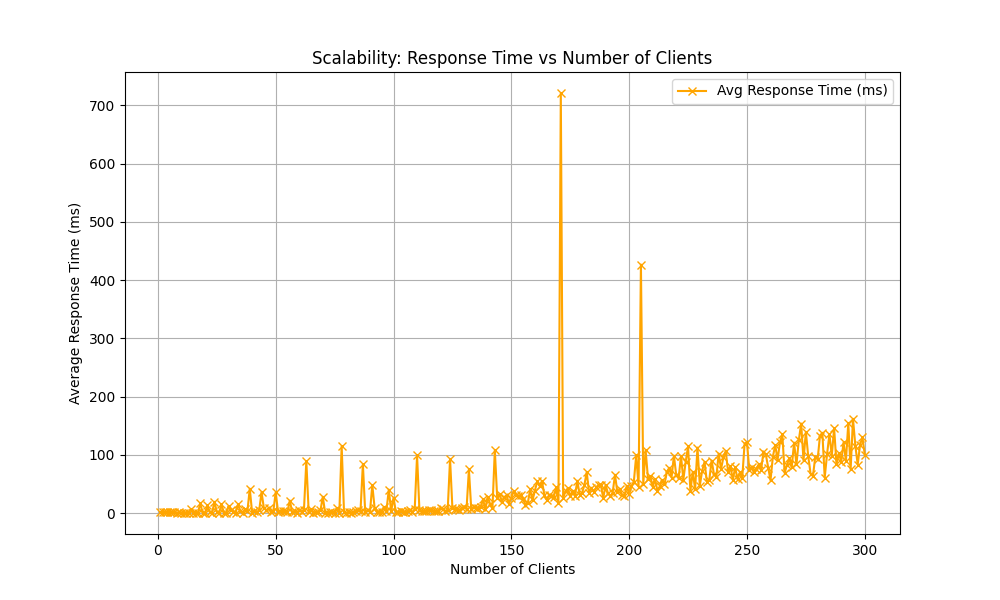 Scalability: Response Time vs Number of Clients
Avg Response Time (ms)
700
600
500
400
300
200
100
0
Average Response Time (ms)
0 50 100 150 200 250 300
Number of Clients